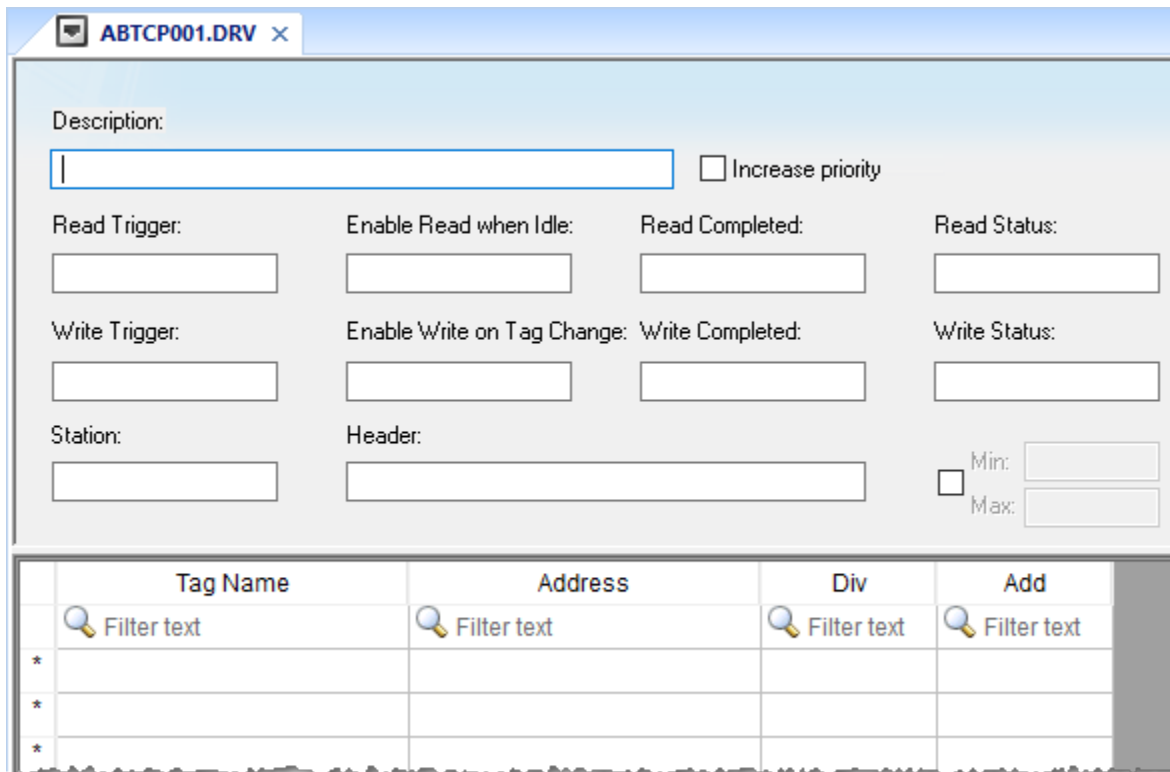 ABTCP001.DRV
Description:
Increase priority
Read Trigger: Enable Read when Idle: Read Completed: Read Status:
Write Trigger: Enable Write on Tag Change: Write Completed: Write Status:
Station: Header:
Min:
Max:
Tag Name Address Div Add
Filter text Filter text Filter text Filter text
*
*
*